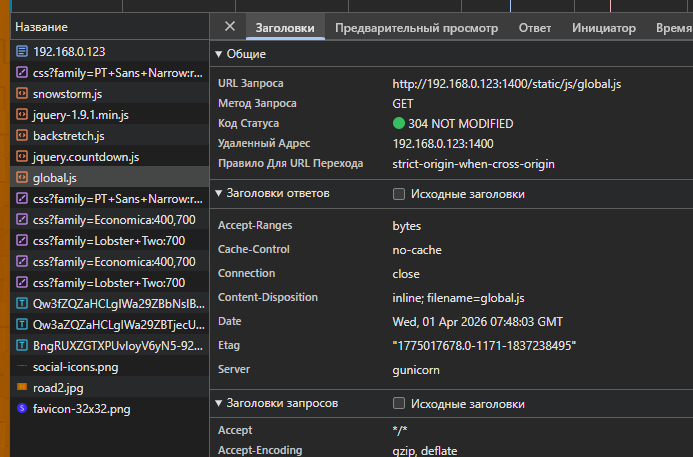 Название
192.168.0.123
css?family=PT+Sans+Narrow:r...
snowstorm.js
jquery-1.9.1.min.js
backstretch.js
jquery.countdown.js
global.js
css?family=PT+Sans+Narrow:r...
css?family=Economica:400,700
css?family=Lobster+Two:700
css?family=Economica:400,700
css?family=Lobster+Two:700
Qw3fZQZaHCLgIWa29ZBbNsIB...
Qw3aZQZaHCLgIWa29ZBTjecU...
BngRUXZGTXPUvIoyV6yN5-92...
social-icons.png
road2.jpg
favicon-32x32.png
Заголовки Предварительный просмотр Ответ Инициатор Время
Общие
URL Запроса http://192.168.0.123:1400/static/js/global.js
Метод Запроса GET
Код Статуса 304 NOT MODIFIED
Удаленный Адрес 192.168.0.123:1400
Правило Для URL Перехода strict-origin-when-cross-origin
Заголовки ответов Исходные заголовки
Accept-Ranges bytes
Cache-Control no-cache
Connection close
Content-Disposition inline; filename=global.js
Date Wed, 01 Apr 2026 07:48:03 GMT
Etag "1775017678.0-1171-1837238495"
Server gunicorn
Заголовки запросов Исходные заголовки
Accept */*
Accept-Encoding gzip, deflate